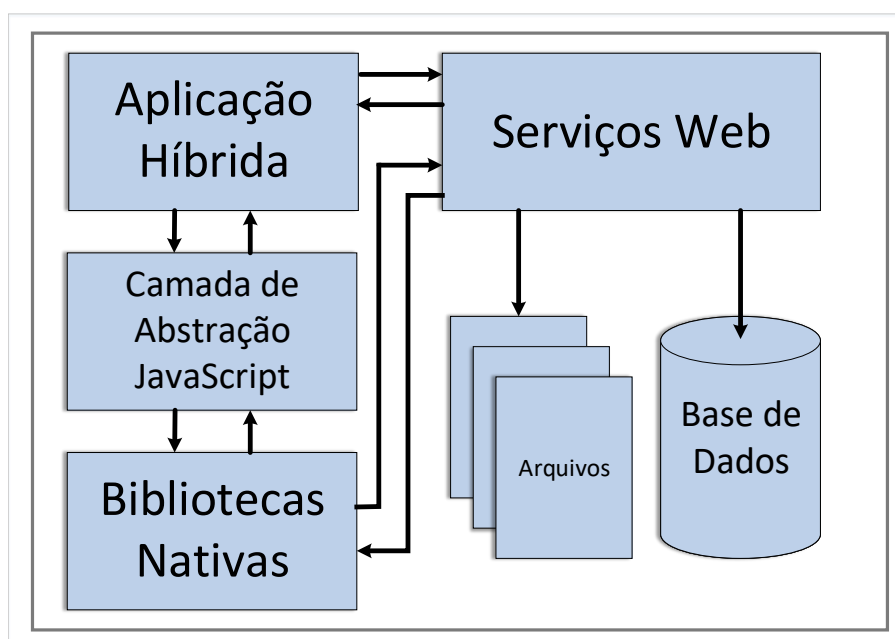 Aplicação
Híbrida
Serviços Web
Camada de
Abstração
JavaScript
Bibliotecas
Nativas
Arquivos
Base de
Dados